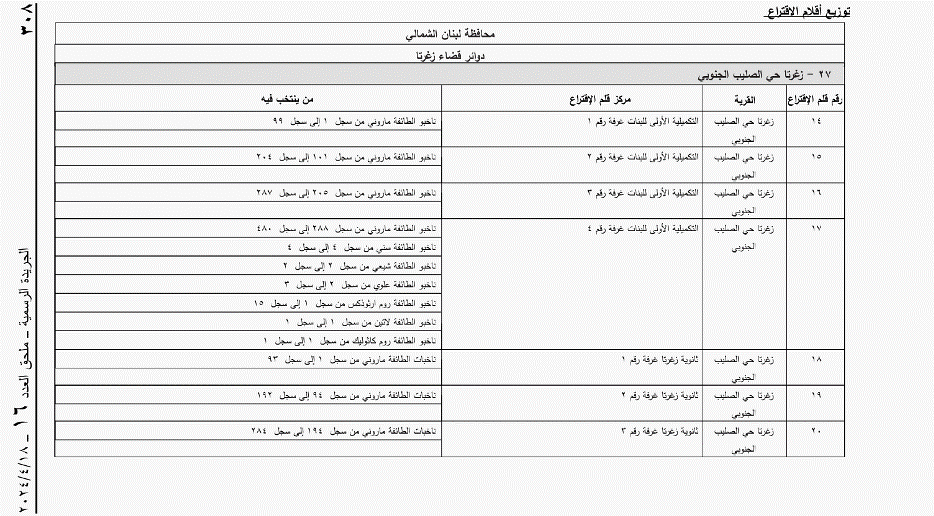 توزيع أقلام الاقتراع
محافظة لبنان الشمالي
دوائر قضاء زغرتا
٢٧ - زغرتا حي الصليب الجنوبي
رقم قلم الإقتراع القرية مركز قلم الإقتراع من ينتخب فيه
١٤ زغرتا حي الصليب الجنوبي التكميلية الأولى للبنات غرفة رقم ١ ناخبو الطائفة ماروني من سجل ١ إلى سجل ٩٩
١٥ زغرتا حي الصليب الجنوبي التكميلية الأولى للبنات غرفة رقم ٢ ناخبو الطائفة ماروني من سجل ١٠١ إلى سجل ٢٠٤
١٦ زغرتا حي الصليب الجنوبي التكميلية الأولى للبنات غرفة رقم ٣ ناخبو الطائفة ماروني من سجل ٢٠٥ إلى سجل ٢٨٧
١٧ زغرتا حي الصليب الجنوبي التكميلية الأولى للبنات غرفة رقم ٤ ناخبو الطائفة ماروني من سجل ٢٨٨ إلى سجل ٤٨٠
ناخبو الطائفة سني من سجل ٤ إلى سجل ٤
ناخبو الطائفة شيعي من سجل ٢ إلى سجل ٢
ناخبو الطائفة علوي من سجل ٢ إلى سجل ٣
ناخبو الطائفة روم ارثوذكس من سجل ١ إلى سجل ١٥
ناخبو الطائفة لاتين من سجل ١ إلى سجل ١
ناخبو الطائفة روم كاثوليك من سجل ١ إلى سجل ١
١٨ زغرتا حي الصليب الجنوبي ثانوية زغرتا غرفة رقم ١ ناخبات الطائفة ماروني من سجل ١ إلى سجل ٩٣
١٩ زغرتا حي الصليب الجنوبي ثانوية زغرتا غرفة رقم ٢ ناخبات الطائفة ماروني من سجل ٩٤ إلى سجل ١٩٢
٢٠ زغرتا حي الصليب الجنوبي ثانوية زغرتا غرفة رقم ٣ ناخبات الطائفة ماروني من سجل ١٩٤ إلى سجل ٢٨٤
٣٠٨
الجريدة الرسمية – ملحق العدد ١٦ – ٢٠٢٤/٤/١٨